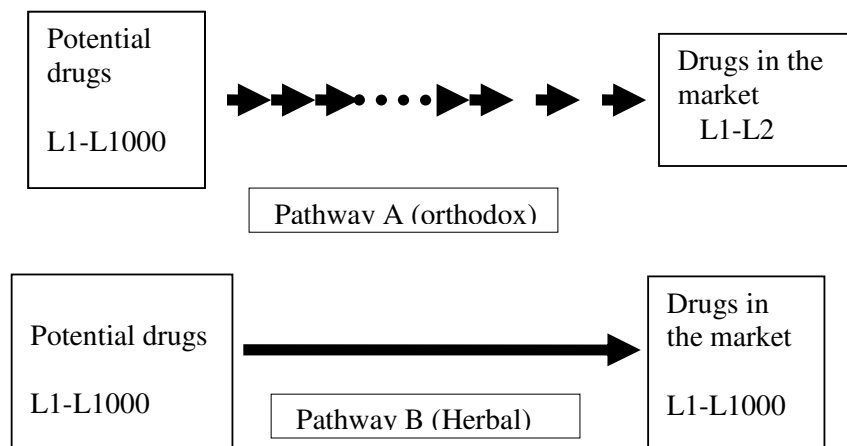 Potential
drugs
L1-L1000
Drugs in the
market
L1-L2
Pathway A (orthodox)
Potential drugs
L1-L1000
Drugs in
the market
L1-L1000
Pathway B (Herbal)